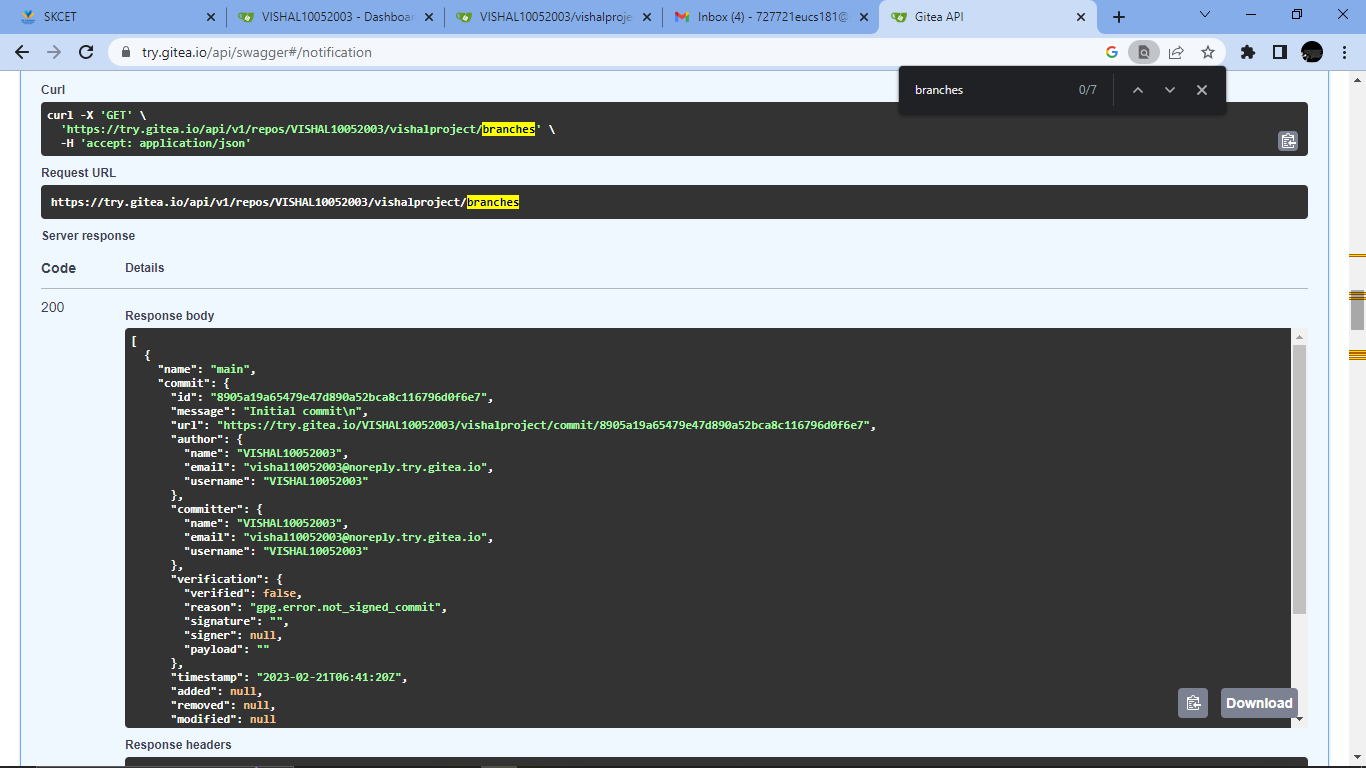 SKCET
VISHAL10052003 - Dashboar
VISHAL10052003/vishalproje
Inbox (4) - 727721eucs181@
Gitea API
try.gitea.io/api/swagger#/notification
branches
0/7
Curl
curl -X 'GET' \
'https://try.gitea.io/api/v1/repos/VISHAL10052003/vishalproject/branches' \
-H 'accept: application/json'
Request URL
https://try.gitea.io/api/v1/repos/VISHAL10052003/vishalproject/branches
Server response
Code Details
200
Response body
[
{
"name": "main",
"commit": {
"id": "8905a19a65479e47d890a52bca8c116796d0f6e7",
"message": "Initial commit\n",
"url": "https://try.gitea.io/VISHAL10052003/vishalproject/commit/8905a19a65479e47d890a52bca8c116796d0f6e7",
"author": {
"name": "VISHAL10052003",
"email": "vishal10052003@noreply.try.gitea.io",
"username": "VISHAL10052003"
},
"committer": {
"name": "VISHAL10052003",
"email": "vishal10052003@noreply.try.gitea.io",
"username": "VISHAL10052003"
},
"verification": {
"verified": false,
"reason": "gpg.error.not_signed_commit",
"signature": "",
"signer": null,
"payload": ""
},
"timestamp": "2023-02-21T06:41:20Z",
"added": null,
"removed": null,
"modified": null
Download
Response headers